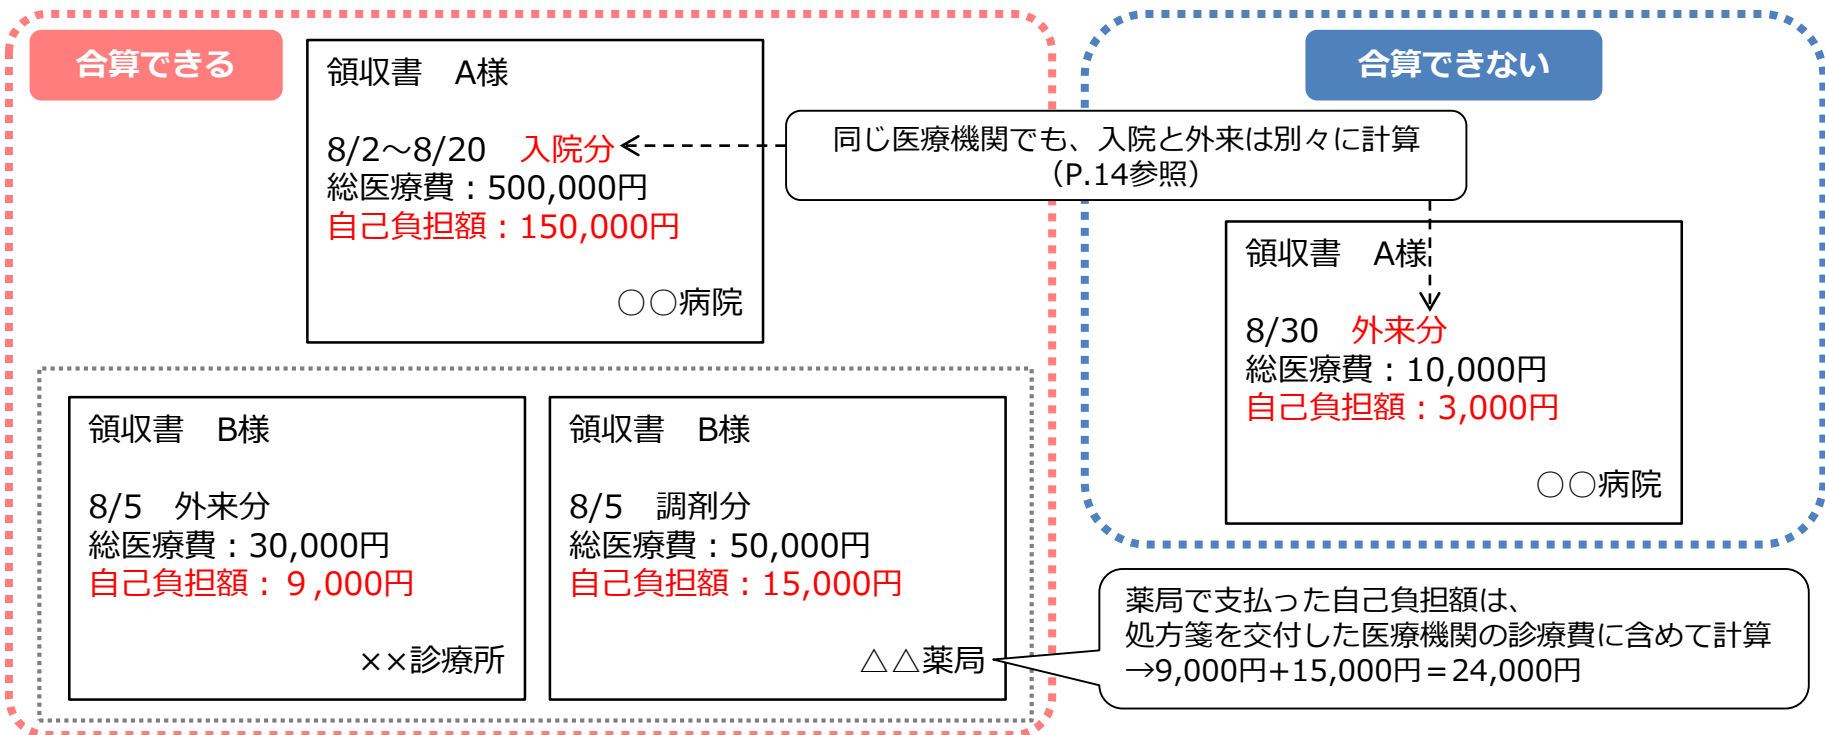 合算できる
領収書　A様
8/2～8/20　入院分
総医療費：500,000円
自己負担額：150,000円
○○病院
領収書　B様
8/5　外来分
総医療費：30,000円
自己負担額：９,000円
××診療所
領収書　B様
8/5　調剤分
総医療費：50,000円
自己負担額：15,000円
△△薬局
同じ医療機関でも、入院と外来は別々に計算
（P.14参照）
合算できない
領収書　A様
8/30　外来分
総医療費：10,000円
自己負担額：3,000円
○○病院
薬局で支払った自己負担額は、
処方箋を交付した医療機関の診療費に含めて計算
→9,000円+15,000円＝24,000円